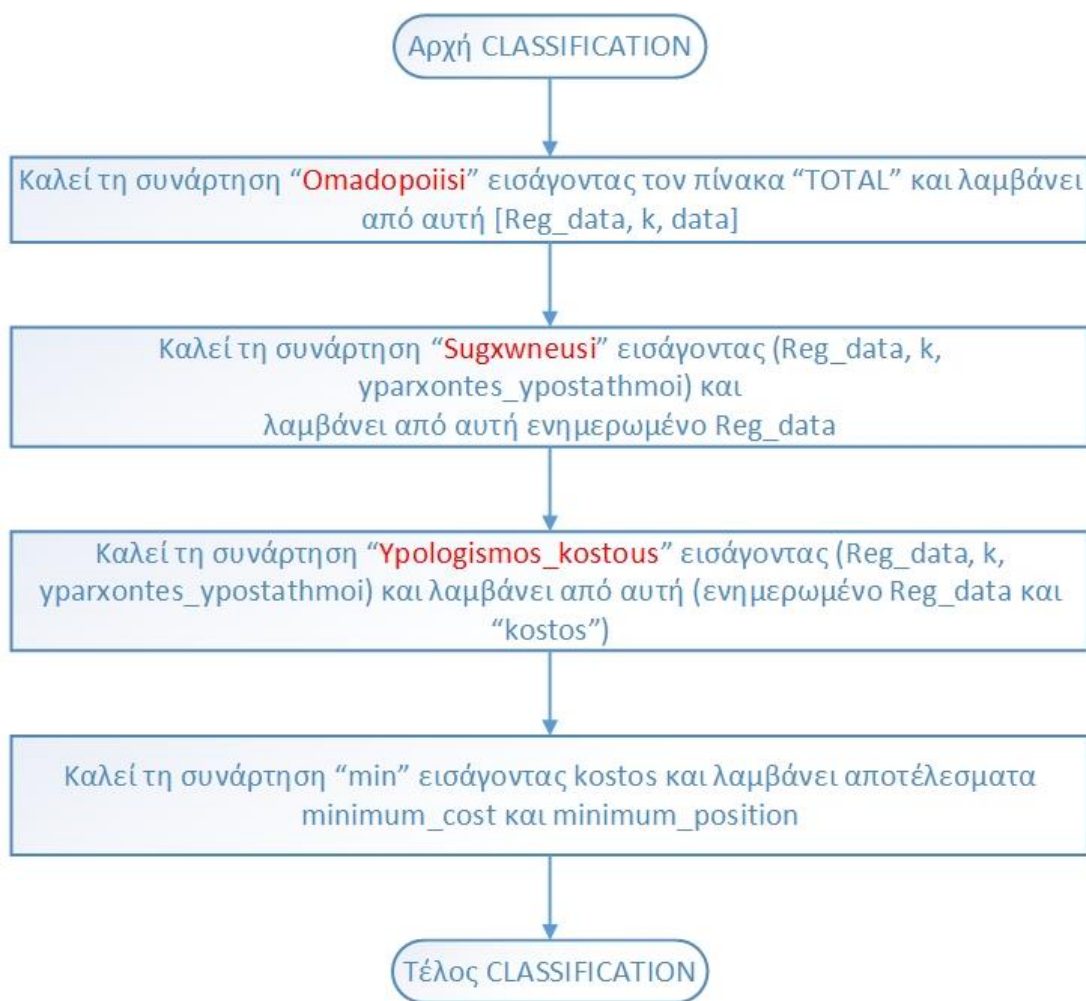 Αρχή CLASSIFICATION
Καλεί τη συνάρτηση “Omadopoiisi” εισάγοντας τον πίνακα “TOTAL” και λαμβάνει
από αυτή [Reg_data, k, data]
Καλεί τη συνάρτηση “Sugxwneusi” εισάγοντας (Reg_data, k,
yparxontes_ypostathmoi) και
λαμβάνει από αυτή ενημερωμένο Reg_data
Καλεί τη συνάρτηση “Ypologismos_kostous” εισάγοντας (Reg_data, k,
yparxontes_ypostathmoi) και λαμβάνει από αυτή (ενημερωμένο Reg_data και
“kostos”)
Καλεί τη συνάρτηση “min” εισάγοντας kostos και λαμβάνει αποτέλεσματα
minimum_cost και minimum_position
Τέλος CLASSIFICATION